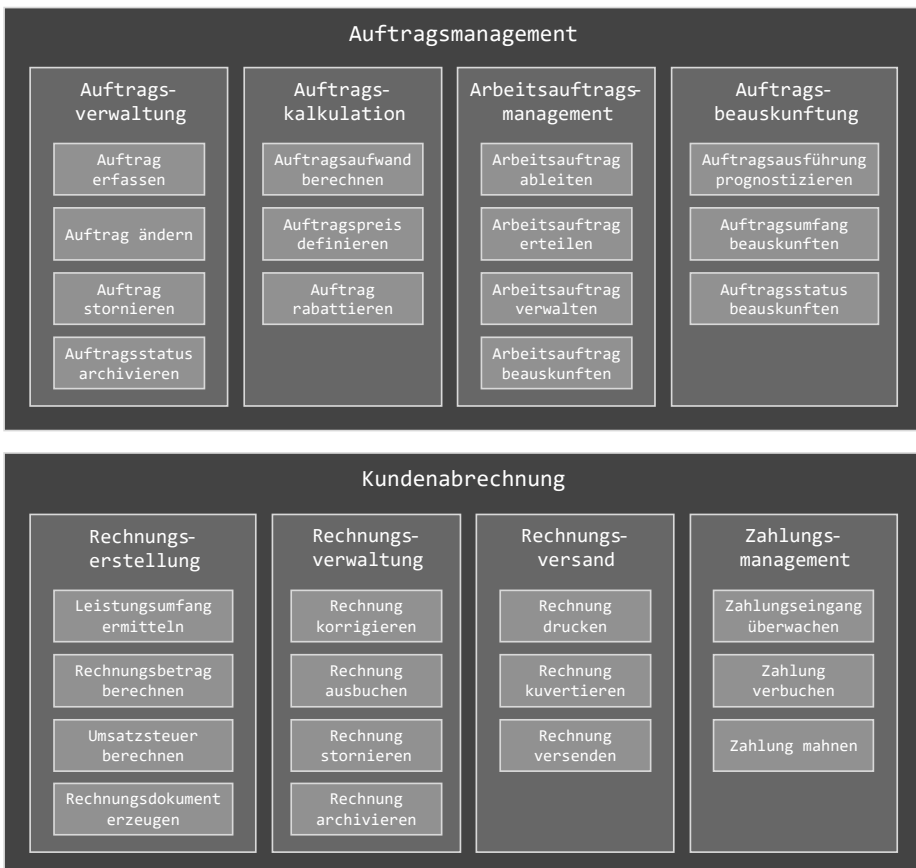 Auftragsmanagement
Auftrags-
verwaltung
Auftrag
erfassen
Auftrag ändern
Auftrag
stornieren
Auftragsstatus
archivieren
Auftrags-
kalkulation
Auftragsaufwand
berechnen
Auftragspreis
definieren
Auftrag
rabattieren
Arbeitsauftrags-
management
Arbeitsauftrag
ableiten
Arbeitsauftrag
erteilen
Arbeitsauftrag
verwalten
Arbeitsauftrag
beauskunften
Auftrags-
beauskunftung
Auftragsausführung
prognostizieren
Auftragsumfang
beauskunften
Auftragsstatus
beauskunften
Kundenabrechnung
Rechnungs-
erstellung
Leistungsumfang
ermitteln
Rechnungsbetrag
berechnen
Umsatzsteuer
berechnen
Rechnungsdokument
erzeugen
Rechnungs-
verwaltung
Rechnung
korrigieren
Rechnung
ausbuchen
Rechnung
stornieren
Rechnung
archivieren
Rechnungs-
versand
Rechnung
drucken
Rechnung
kuvertieren
Rechnung
versenden
Zahlungs-
management
Zahlungseingang
überwachen
Zahlung
verbuchen
Zahlung mahnen